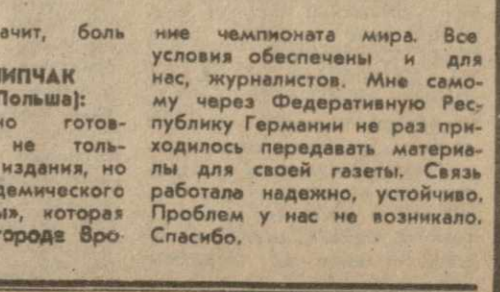 ачит, боль
ЛИПЧАК
Польша):
но готов-
не толь-
издания, но
демического
ы», которая
городе Вро-
ние чемпионата мира. Все
условия обеспечены и для
нас, журналистов. Мне само-
му через Федеративную Рес-
публику Германии не раз при-
ходилось передавать материа-
лы для своей газеты. Связь
работала надежно, устойчиво.
Проблем у нас не возникало.
Спасибо.